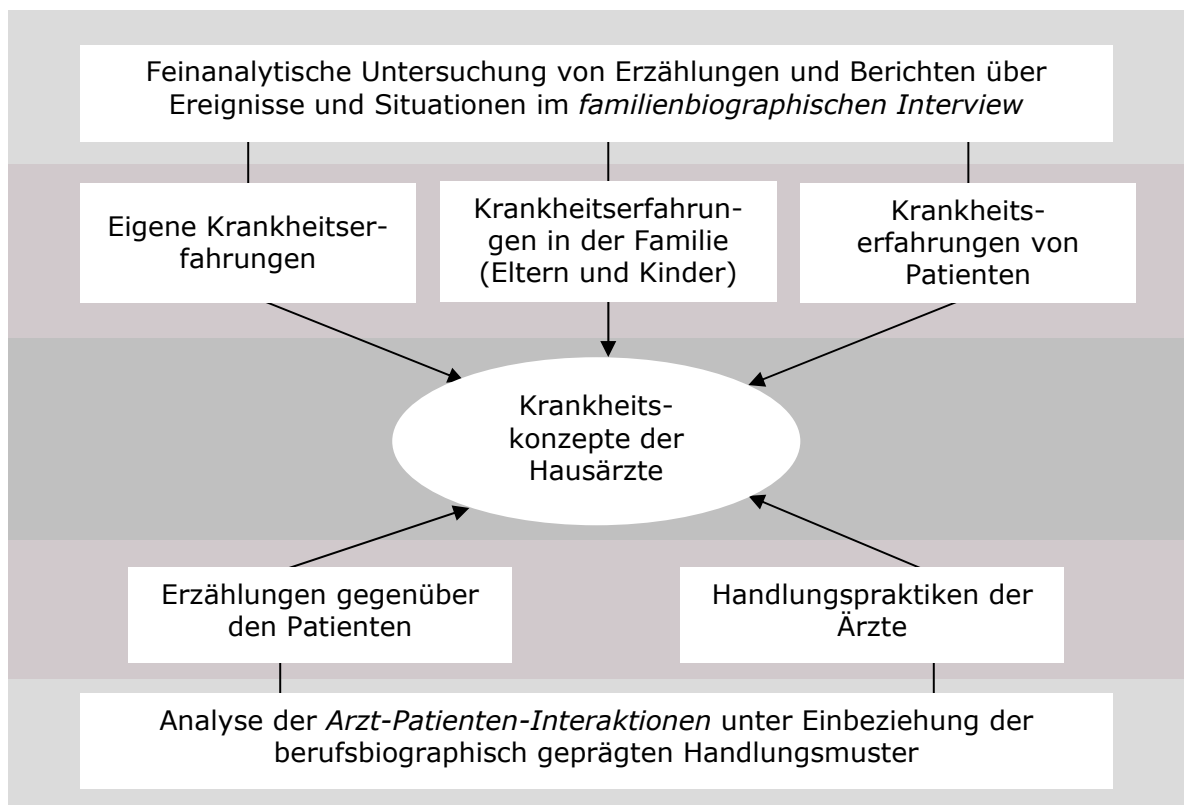 Feinanalytische Untersuchung von Erzählungen und Berichten über
Ereignisse und Situationen im familienbiographischen Interview
Eigene Krankheitser-
fahrungen
Krankheitserfahrun-
gen in der Familie
(Eltern und Kinder)
Krankheits-
erfahrungen von
Patienten
Krankheits-
konzepte der
Hausärzte
Erzählungen gegenüber
den Patienten
Handlungspraktiken der
Ärzte
Analyse der Arzt-Patienten-Interaktionen unter Einbeziehung der
berufsbiographisch geprägten Handlungsmuster